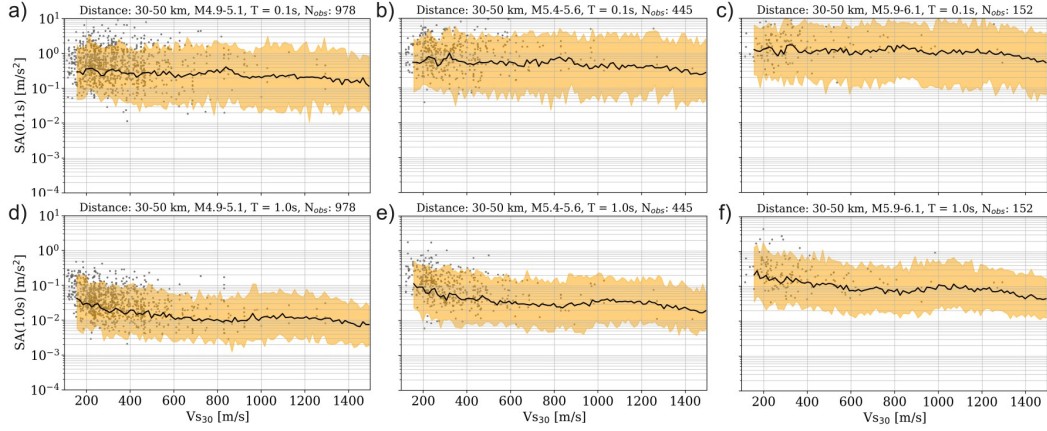 a) Distance: 30-50 km, M4.9-5.1, T = 0.1s, N_obs: 978
b) Distance: 30-50 km, M5.4-5.6, T = 0.1s, N_obs: 445
c) Distance: 30-50 km, M5.9-6.1, T = 0.1s, N_obs: 152
SA(0.1s) [m/s²]
10¹
10⁰
10⁻¹
10⁻²
10⁻³
10⁻⁴
d) Distance: 30-50 km, M4.9-5.1, T = 1.0s, N_obs: 978
e) Distance: 30-50 km, M5.4-5.6, T = 1.0s, N_obs: 445
f) Distance: 30-50 km, M5.9-6.1, T = 1.0s, N_obs: 152
SA(1.0s) [m/s²]
10¹
10⁰
10⁻¹
10⁻²
10⁻³
10⁻⁴
200 400 600 800 1000 1200 1400
200 400 600 800 1000 1200 1400
200 400 600 800 1000 1200 1400
Vs₃₀ [m/s]
Vs₃₀ [m/s]
Vs₃₀ [m/s]